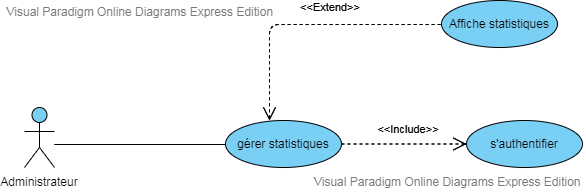 Visual Paradigm Online Diagrams Express Edition
<<Extend>>
Affiche statistiques
<<Include>>
gérer statistiques
s'authentifier
Administrateur
Visual Paradigm Online Diagrams Express Edition